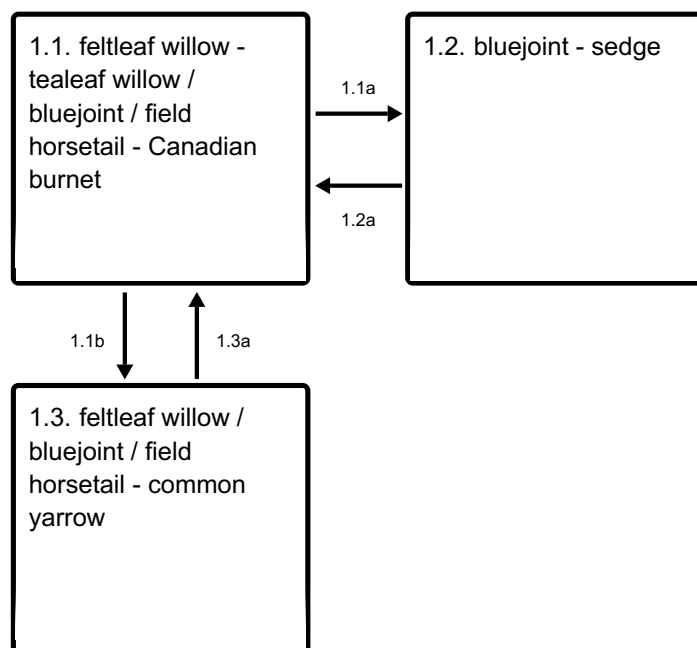 1.1. feltleaf willow -
tealeaf willow /
bluejoint / field
horsetail - Canadian
burnet
1.2. bluejoint - sedge
1.1a
1.2a
1.1b
1.3a
1.3. feltleaf willow /
bluejoint / field
horsetail - common
yarrow